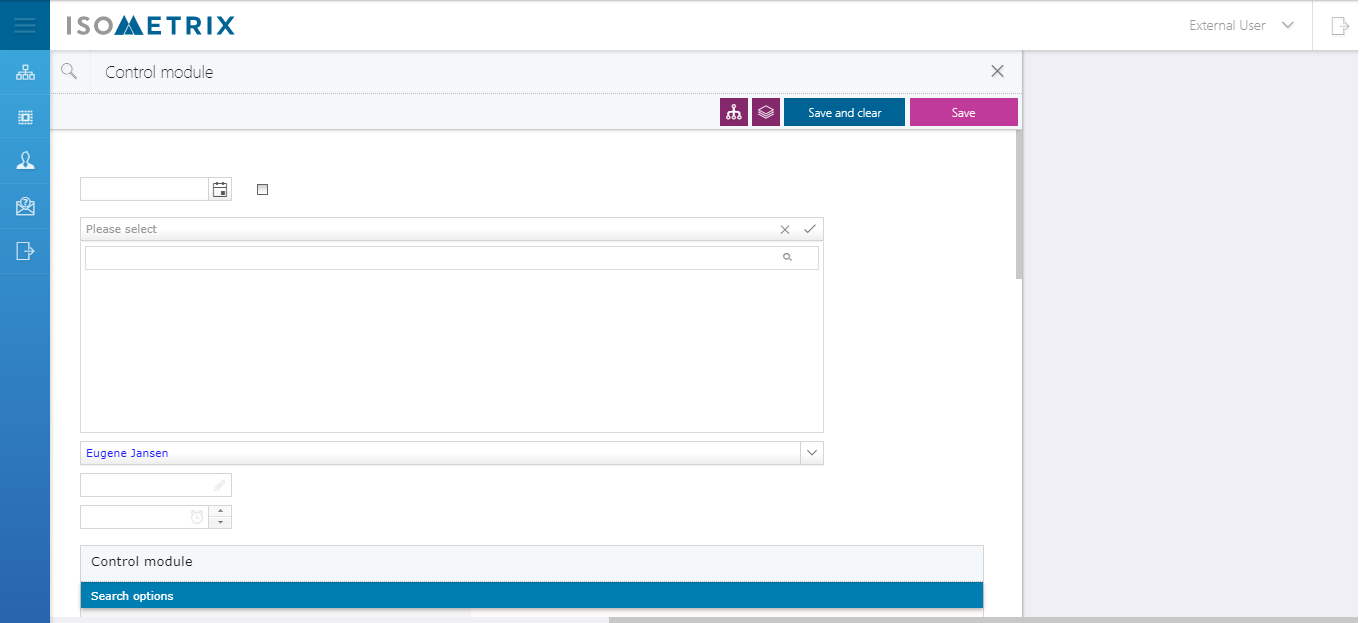 ISOMETRIX
External User
Control module
Save and clear
Save
Please select
Eugene Jansen
Control module
Search options